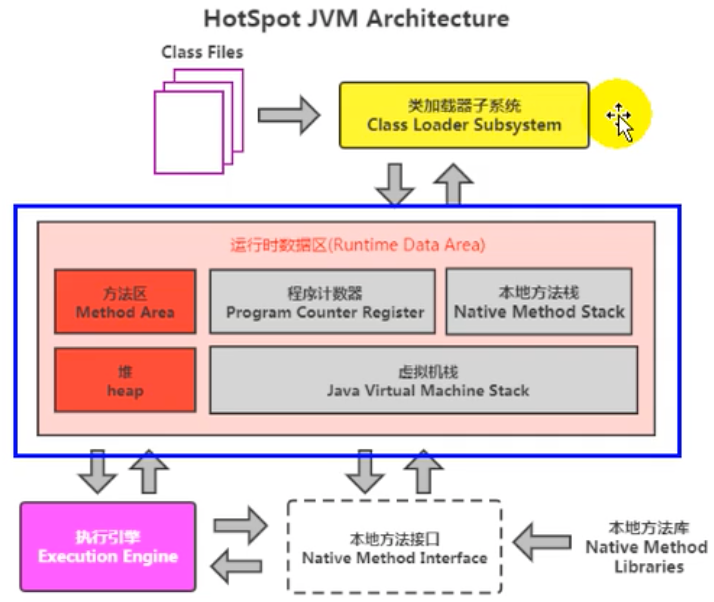 HotSpot JVM Architecture
Class Files
类加载器子系统
Class Loader Subsystem
运行时数据区(Runtime Data Area)
方法区
Method Area
程序计数器
Program Counter Register
本地方法栈
Native Method Stack
堆
heap
虚拟机栈
Java Virtual Machine Stack
执行引擎
Execution Engine
本地方法接口
Native Method Interface
本地方法库
Native Method
Libraries